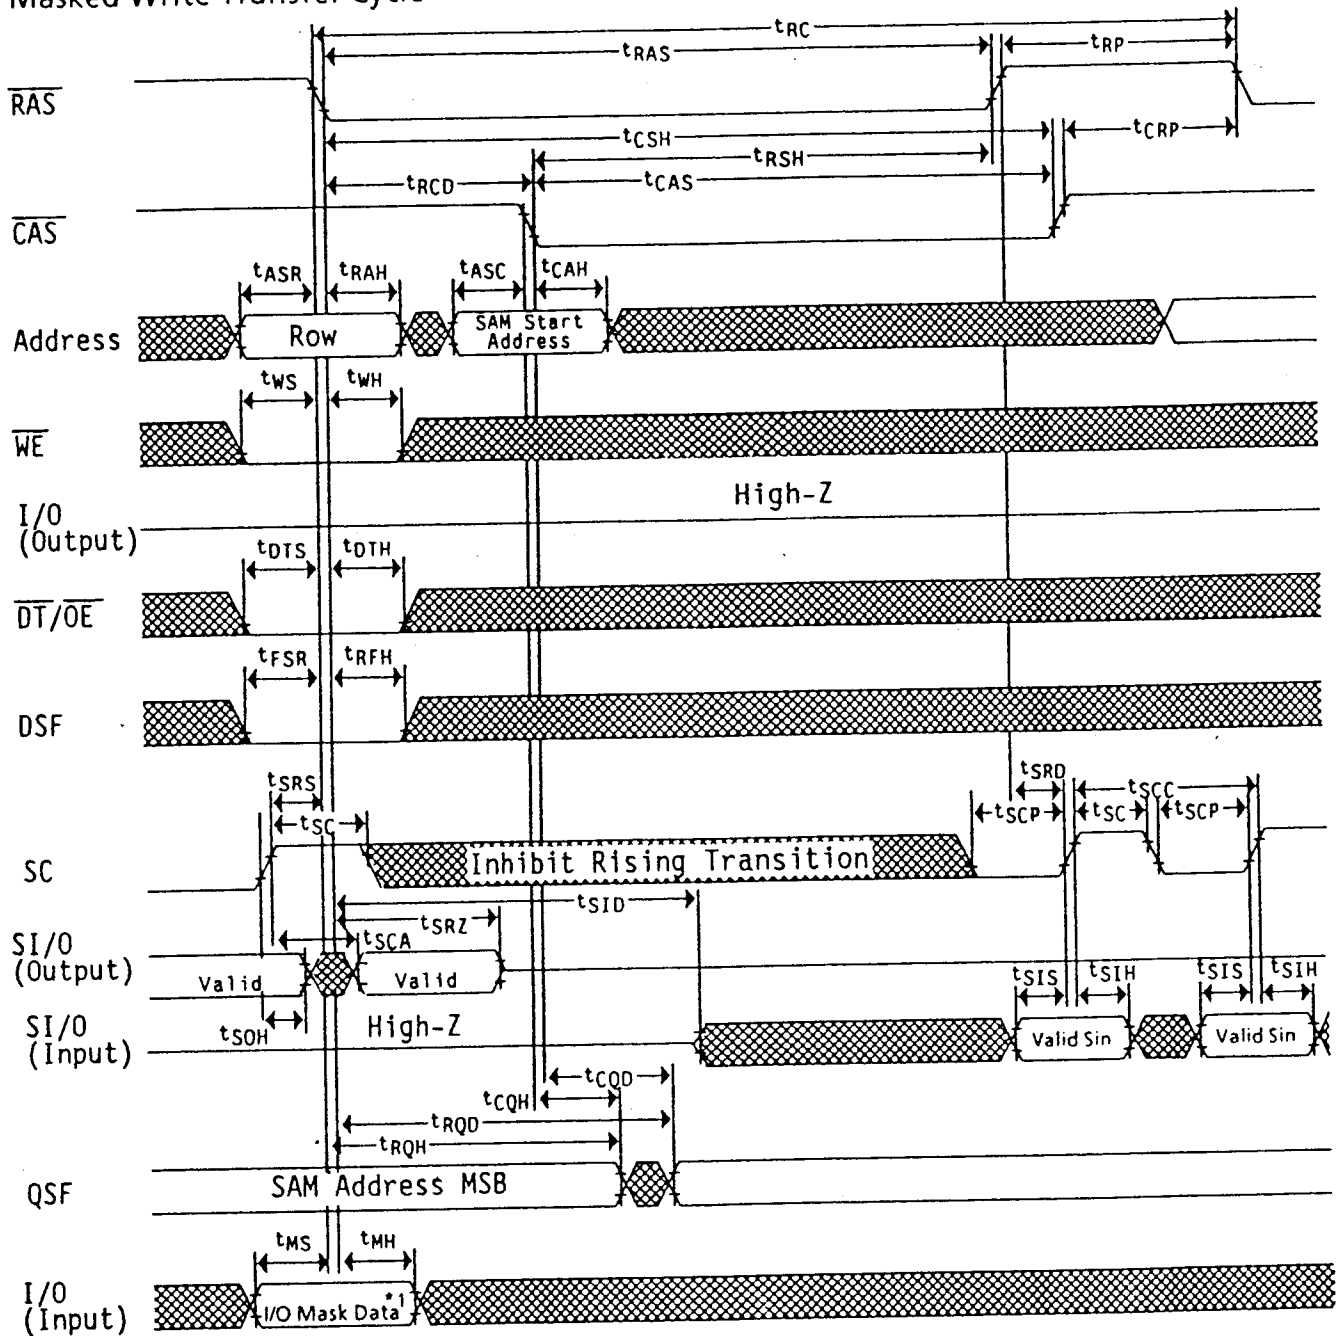 Masked Write Transfer Cycle
tRC
tRAS
tRP
RAS
tCSH
tCRP
tRSH
tRCD
tCAS
CAS
tASR
tRAH
tASC
tCAH
Address
Row
SAM Start
Address
tWS
tWH
WE
High-Z
I/O
(Output)
tDTS
tDTH
DT/OE
tFSR
tRFH
DSF
tSRS
tSRD
tSCC
tSC
tSCP
tSC
tSCP
SC
Inhibit Rising Transition
tSID
tSRZ
tSCA
SI/O
(Output)
Valid
Valid
tSIS
tSIH
tSIS
tSIH
tSOH
SI/O
(Input)
High-Z
Valid Sin
Valid Sin
tCQD
tCQH
tRQD
tRQH
QSF
SAM Address MSB
tMS
tMH
I/O
(Input)
I/O Mask Data*1